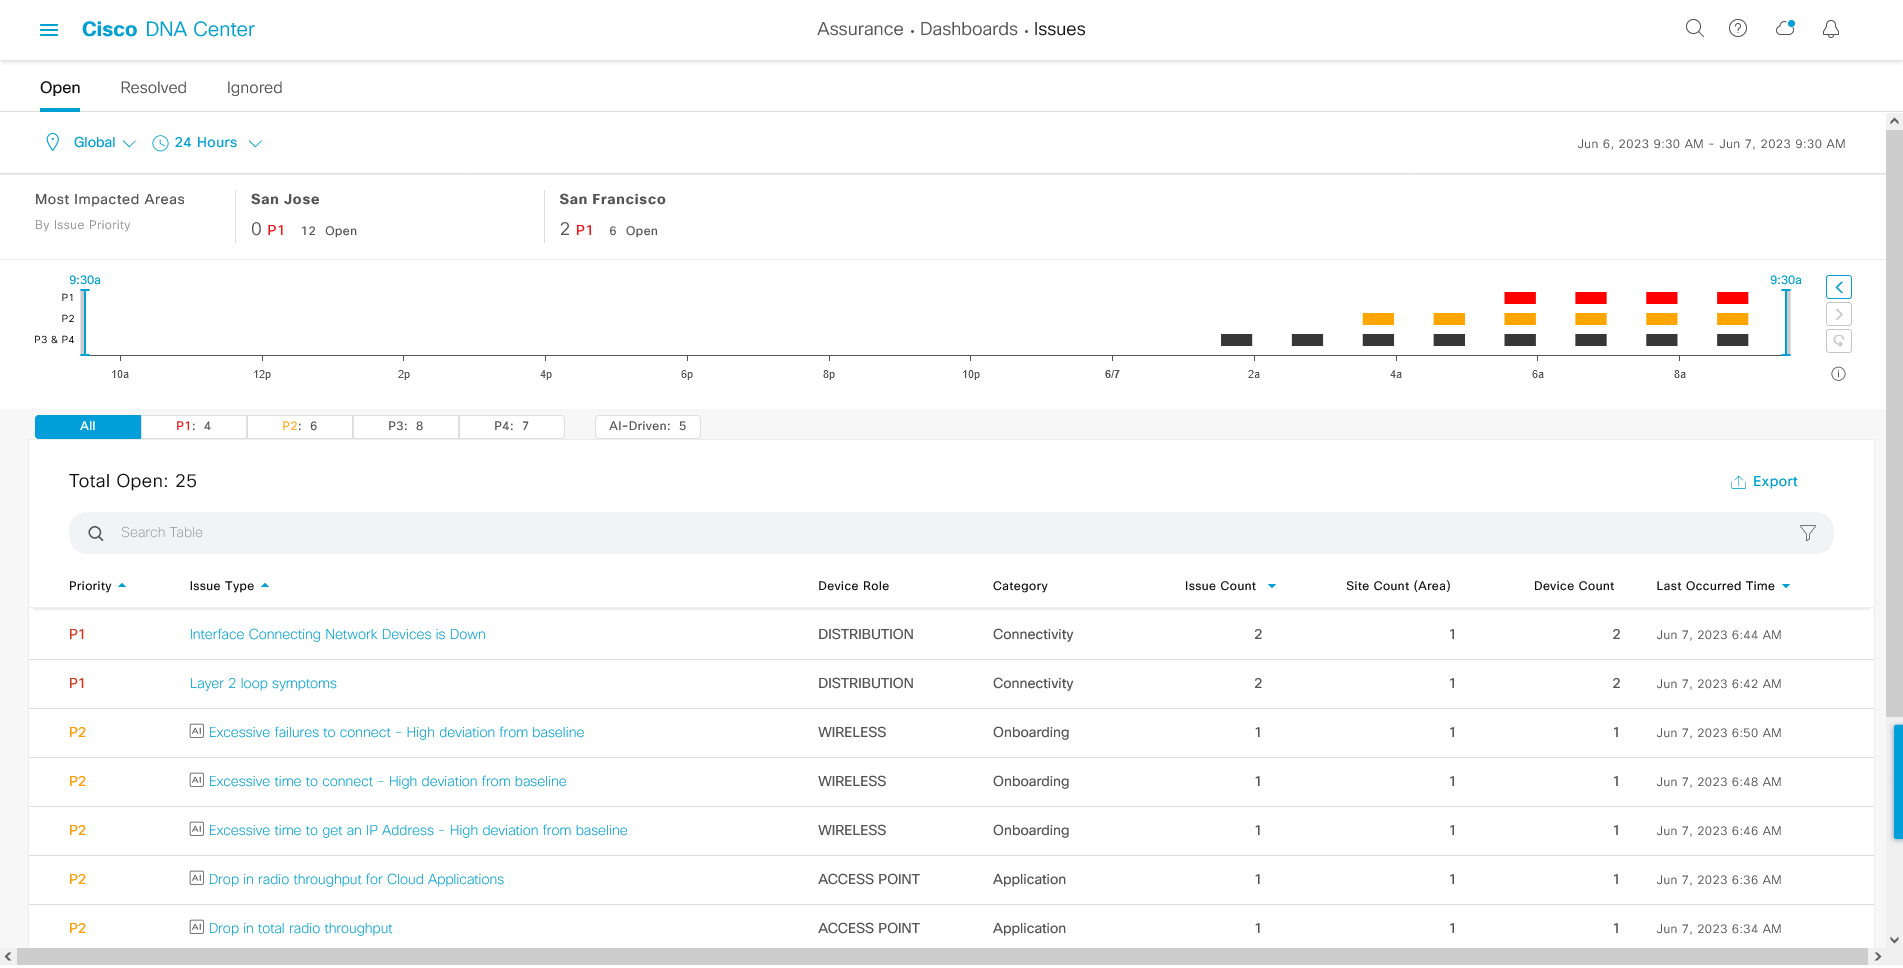 Cisco DNA Center
Assurance • Dashboards • Issues
Open Resolved Ignored
Global 24 Hours Jun 6, 2023 9:30 AM - Jun 7, 2023 9:30 AM
Most Impacted Areas San Jose San Francisco
By Issue Priority 0 P1 12 Open 2 P1 6 Open
9:30a 9:30a
P1
P2
P3 & P4
10a 12p 2p 4p 6p 8p 10p 6/7 2a 4a 6a 8a
All P1: 4 P2: 6 P3: 8 P4: 7 AI-Driven: 5
Total Open: 25 Export
Search Table
Priority Issue Type Device Role Category Issue Count Site Count (Area) Device Count Last Occurred Time
P1 Interface Connecting Network Devices is Down DISTRIBUTION Connectivity 2 1 2 Jun 7, 2023 6:44 AM
P1 Layer 2 loop symptoms DISTRIBUTION Connectivity 2 1 2 Jun 7, 2023 6:42 AM
P2 AI Excessive failures to connect - High deviation from baseline WIRELESS Onboarding 1 1 1 Jun 7, 2023 6:50 AM
P2 AI Excessive time to connect - High deviation from baseline WIRELESS Onboarding 1 1 1 Jun 7, 2023 6:48 AM
P2 AI Excessive time to get an IP Address - High deviation from baseline WIRELESS Onboarding 1 1 1 Jun 7, 2023 6:46 AM
P2 AI Drop in radio throughput for Cloud Applications ACCESS POINT Application 1 1 1 Jun 7, 2023 6:36 AM
P2 AI Drop in total radio throughput ACCESS POINT Application 1 1 1 Jun 7, 2023 6:34 AM